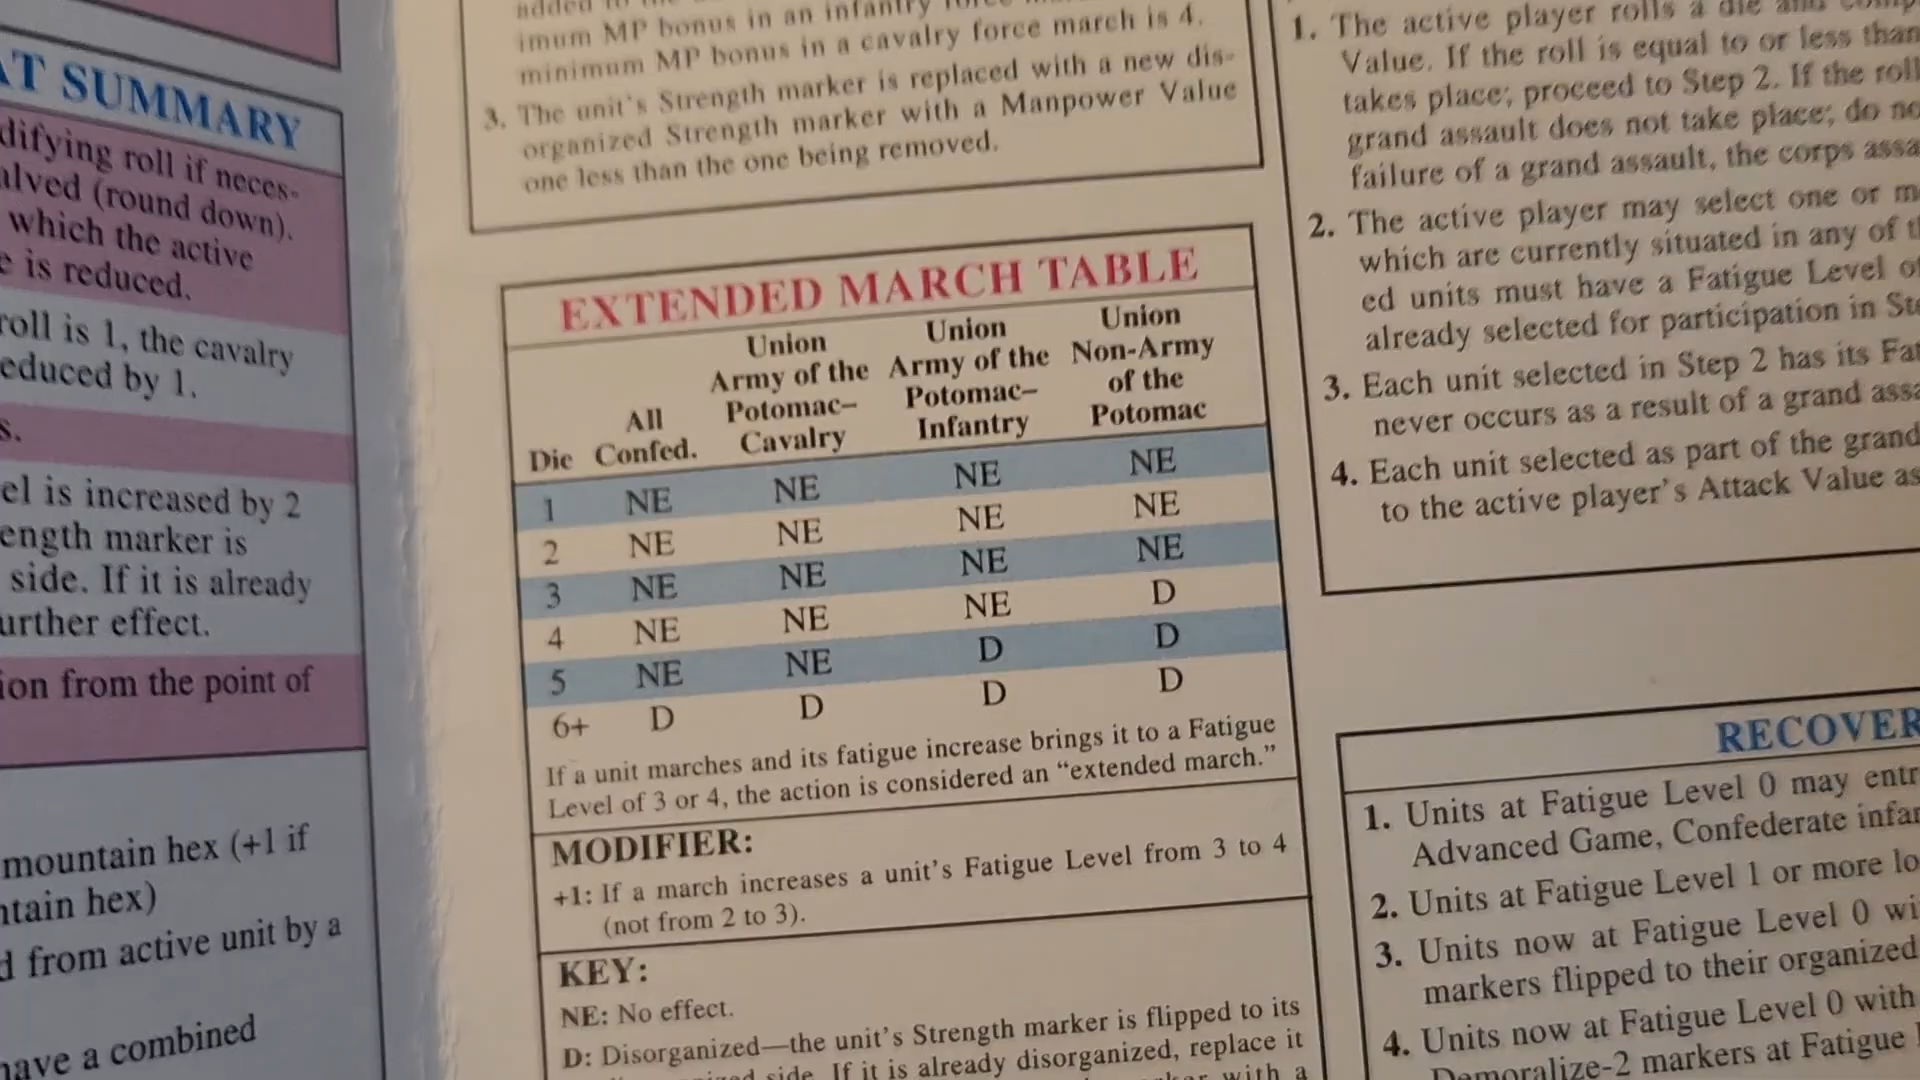 AT SUMMARY
difying roll if neces-
alved (round down).
which the active
e is reduced.
roll is 1, the cavalry
educed by 1.
s.
el is increased by 2
ength marker is
side. If it is already
urther effect.
ion from the point of
mountain hex (+1 if
ntain hex)
d from active unit by a
have a combined
added to the
imum MP bonus in an infantry force
minimum MP bonus in a cavalry force march is 4.
3. The unit's Strength marker is replaced with a new dis-
organized Strength marker with a Manpower Value
one less than the one being removed.
EXTENDED MARCH TABLE
Die
All
Confed.
Union
Army of the
Potomac–
Cavalry
Union
Army of the
Potomac–
Infantry
Union
Non-Army
of the
Potomac
1 NE NE NE NE
2 NE NE NE NE
3 NE NE NE NE
4 NE NE NE D
5 NE NE D D
6+ D D D D
If a unit marches and its fatigue increase brings it to a Fatigue
Level of 3 or 4, the action is considered an “extended march.”
MODIFIER:
+1: If a march increases a unit's Fatigue Level from 3 to 4
(not from 2 to 3).
KEY:
NE: No effect.
D: Disorganized—the unit's Strength marker is flipped to its
side. If it is already disorganized, replace it
with a
1. The active player rolls a die and
Value. If the roll is equal to or less than
takes place; proceed to Step 2. If the roll
grand assault does not take place; do no
failure of a grand assault, the corps assa
2. The active player may select one or m
which are currently situated in any of t
ed units must have a Fatigue Level of
already selected for participation in Ste
3. Each unit selected in Step 2 has its Fat
never occurs as a result of a grand assa
4. Each unit selected as part of the grand
to the active player's Attack Value as
RECOVER
1. Units at Fatigue Level 0 may entr
Advanced Game, Confederate infan
2. Units at Fatigue Level 1 or more lo
3. Units now at Fatigue Level 0 wi
markers flipped to their organized
4. Units now at Fatigue Level 0 with
Demoralize-2 markers at Fatigue